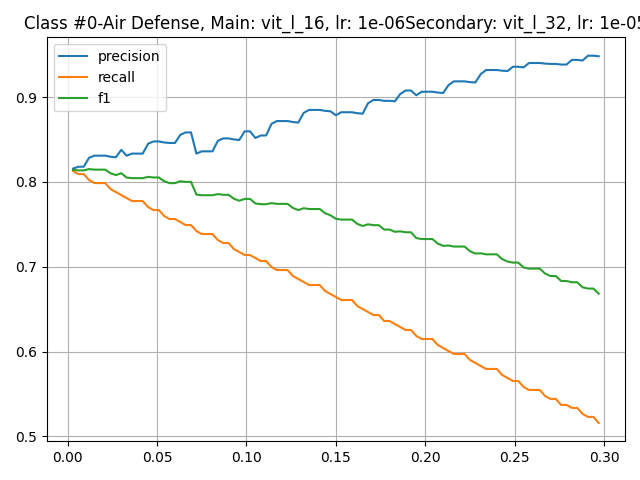 Class #0-Air Defense, Main: vit_l_16, lr: 1e-06Secondary: vit_l_32, lr: 1e-05
precision
recall
f1
0.9
0.8
0.7
0.6
0.5
0.00 0.05 0.10 0.15 0.20 0.25 0.30